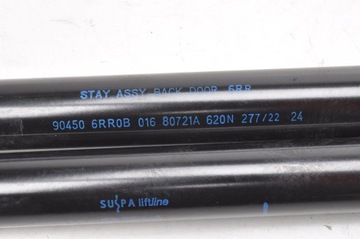 STAY ASSY BACK DOOR 6RR
90450 6RR0B 016 80721A 620N 277/22 24
SUSPA liftline